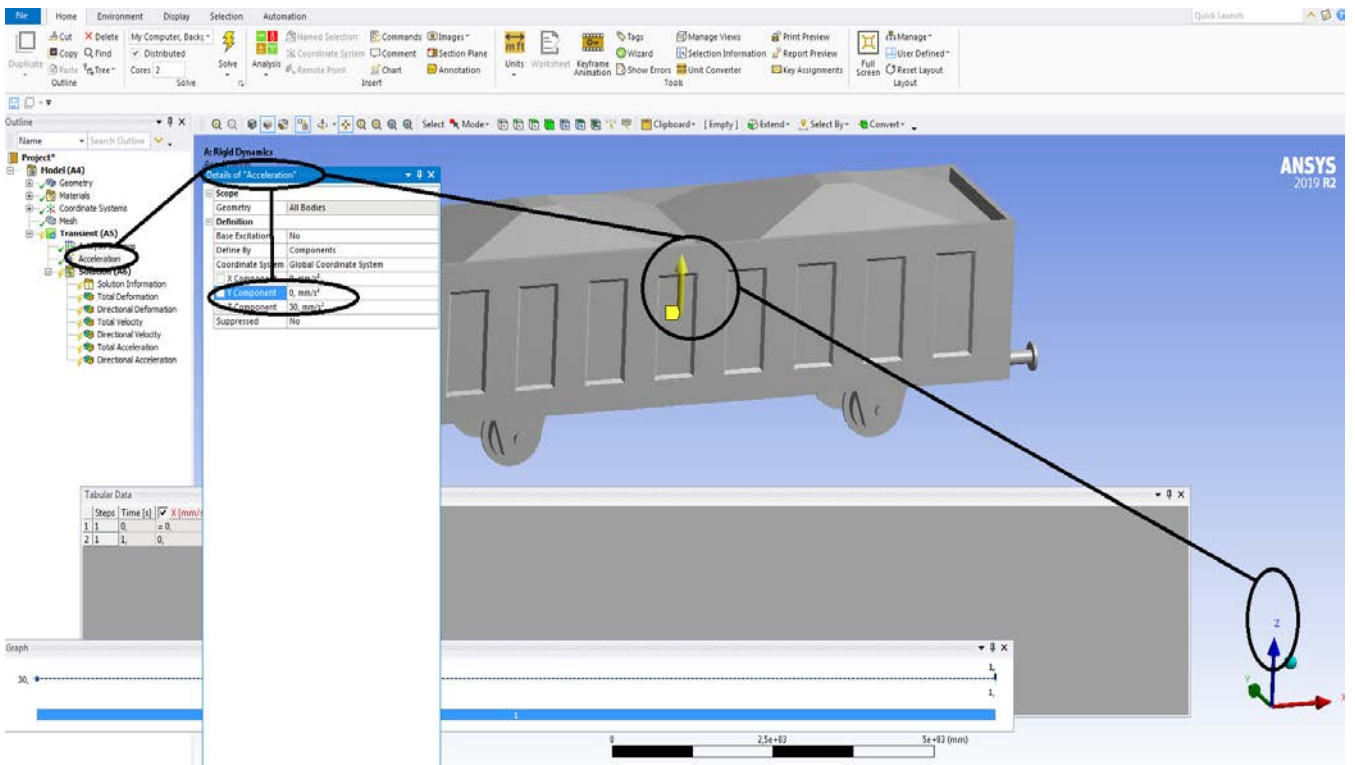 File Home Environment Display Selection Automation Quick Launch
Duplicate
Cut
Copy
Paste
Delete
Find
Tree
Outline
My Computer, Backg
Distributed
Cores 2
Solve
Solve
Analysis
Named Selection
Coordinate System
Remote Point
Commands
Comment
Chart
Images
Section Plane
Annotation
Insert
Units
Worksheet
Keyframe Animation
Tags
Wizard
Show Errors
Manage Views
Selection Information
Unit Converter
Print Preview
Report Preview
Key Assignments
Tools
Full Screen
Manage
User Defined
Reset Layout
Layout
Outline
Select Mode Clipboard [Empty] Extend Select By Convert
Name Search Outline
Project*
Model (A4)
Geometry
Materials
Coordinate Systems
Mesh
Transient (A5)
Acceleration
Solution (A6)
Solution Information
Total Deformation
Directional Deformation
Total Velocity
Directional Velocity
Total Acceleration
Directional Acceleration
A: Rigid Dynamics
Details of "Acceleration"
Scope
Geometry All Bodies
Definition
Base Excitation No
Define By Components
Coordinate System Global Coordinate System
X Component 0, mm/s²
Y Component 0, mm/s²
Z Component 30, mm/s²
Suppressed No
ANSYS
2019 R2
Tabular Data
Steps Time [s] X [mm/s
1 1 0, = 0,
2 1 1, 0,
Graph
30,
1,
1,
1
0 2,5e+03 5e+03 (mm)
Z
Y
X